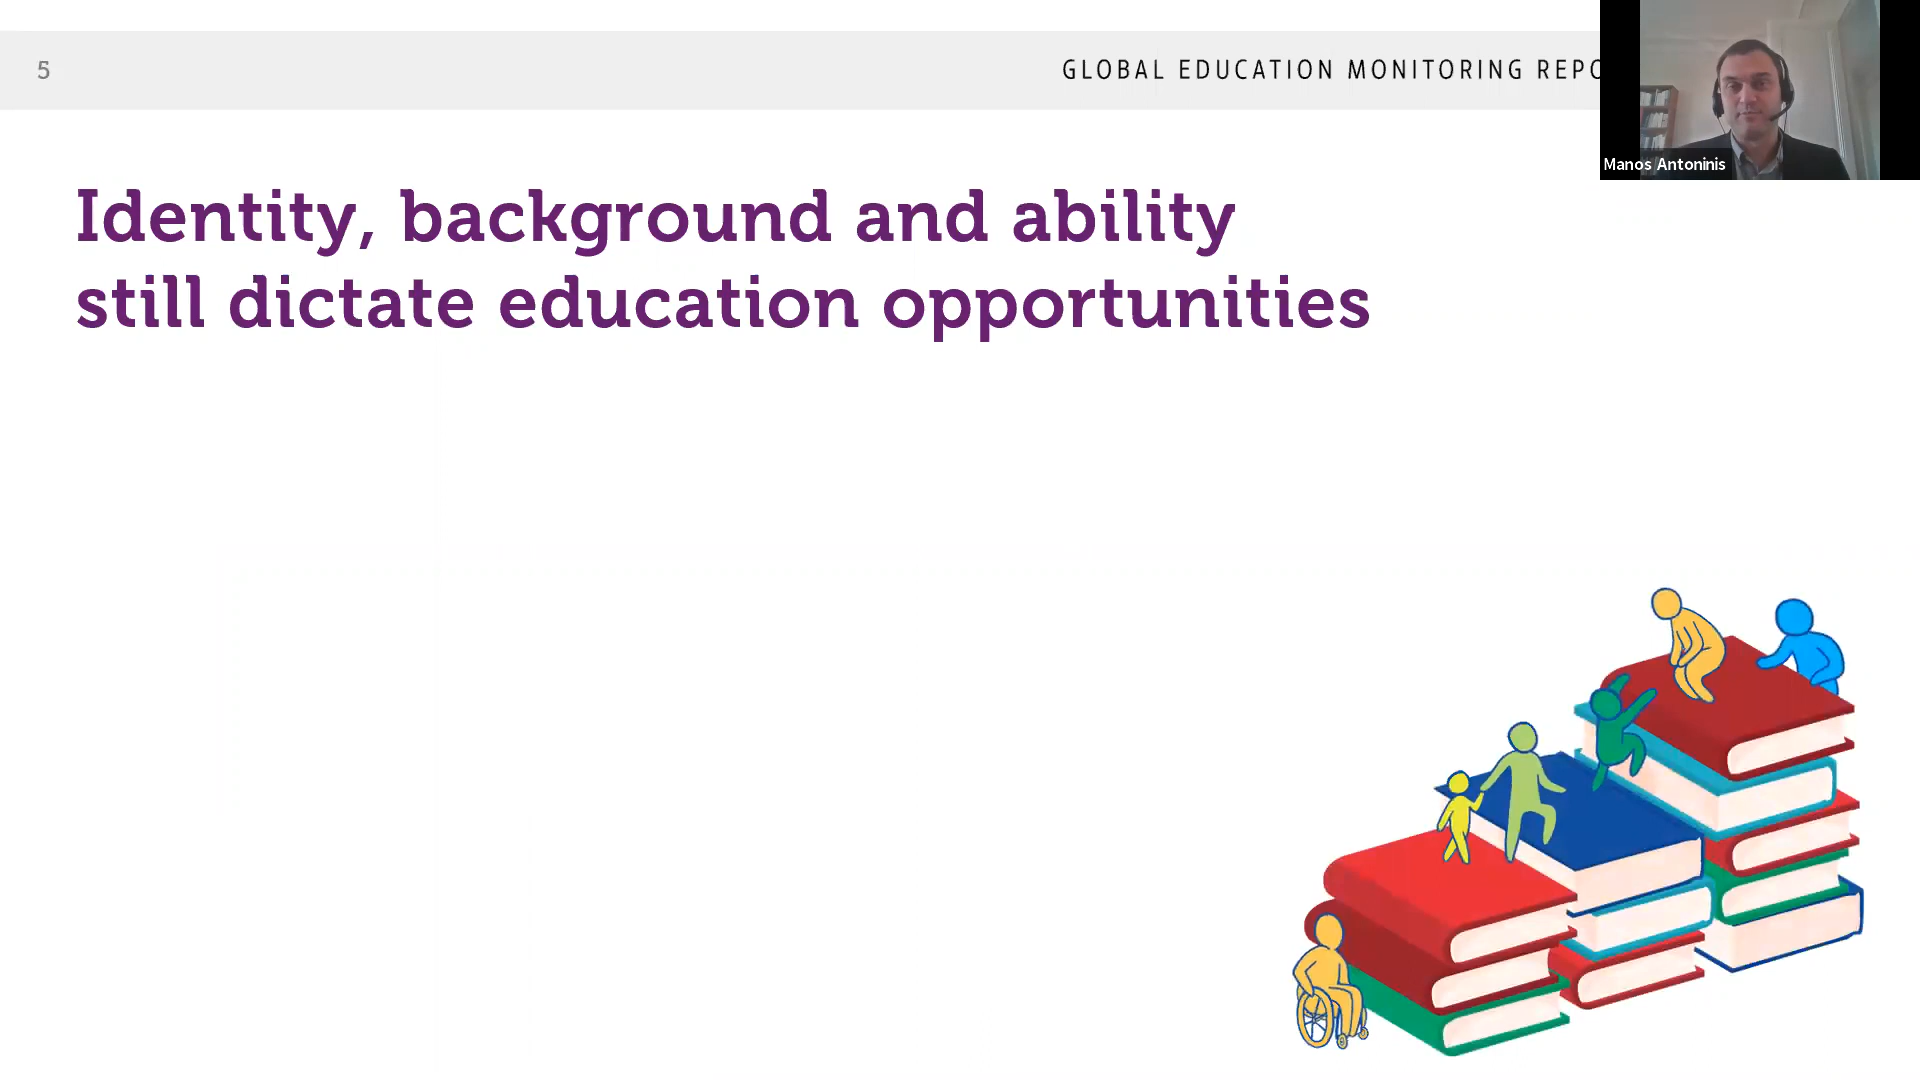 5
GLOBAL EDUCATION MONITORING REPO
Manos Antoninis
Identity, background and ability
still dictate education opportunities